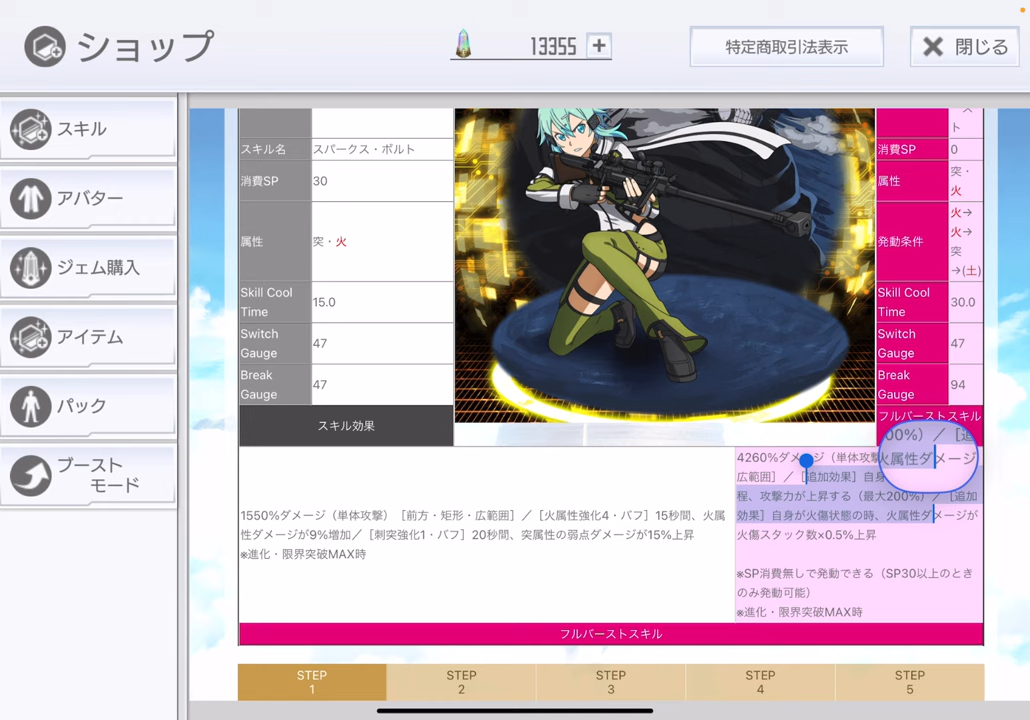 ショップ
13355
特定商取引法表示
閉じる
スキル
アバター
ジェム購入
アイテム
パック
ブースト
モード
スキル名
スパークス・ボルト
消費SP
30
属性
突・火
Skill Cool
Time
15.0
Switch
Gauge
47
Break
Gauge
47
スキル効果
ト
消費SP
0
属性
突・
火
発動条件
火→
火→
突
→(土)
Skill Cool
Time
30.0
Switch
Gauge
47
Break
Gauge
94
フルバーストスキル
00%）／［追
火属性ダメージ
1550%ダメージ（単体攻撃）［前方・矩形・広範囲］／［火属性強化4・バフ］15秒間、火属
性ダメージが9%増加／［刺突強化1・バフ］20秒間、突属性の弱点ダメージが15%上昇
※進化・限界突破MAX時
4260%ダメージ（単体攻撃
広範囲］／［追加効果］自身
程、攻撃力が上昇する（最大200%）／［追加
効果］自身が火傷状態の時、火属性ダメージが
火傷スタック数×0.5%上昇
※SP消費無しで発動できる（SP30以上のとき
のみ発動可能）
※進化・限界突破MAX時
フルバーストスキル
STEP
1
STEP
2
STEP
3
STEP
4
STEP
5